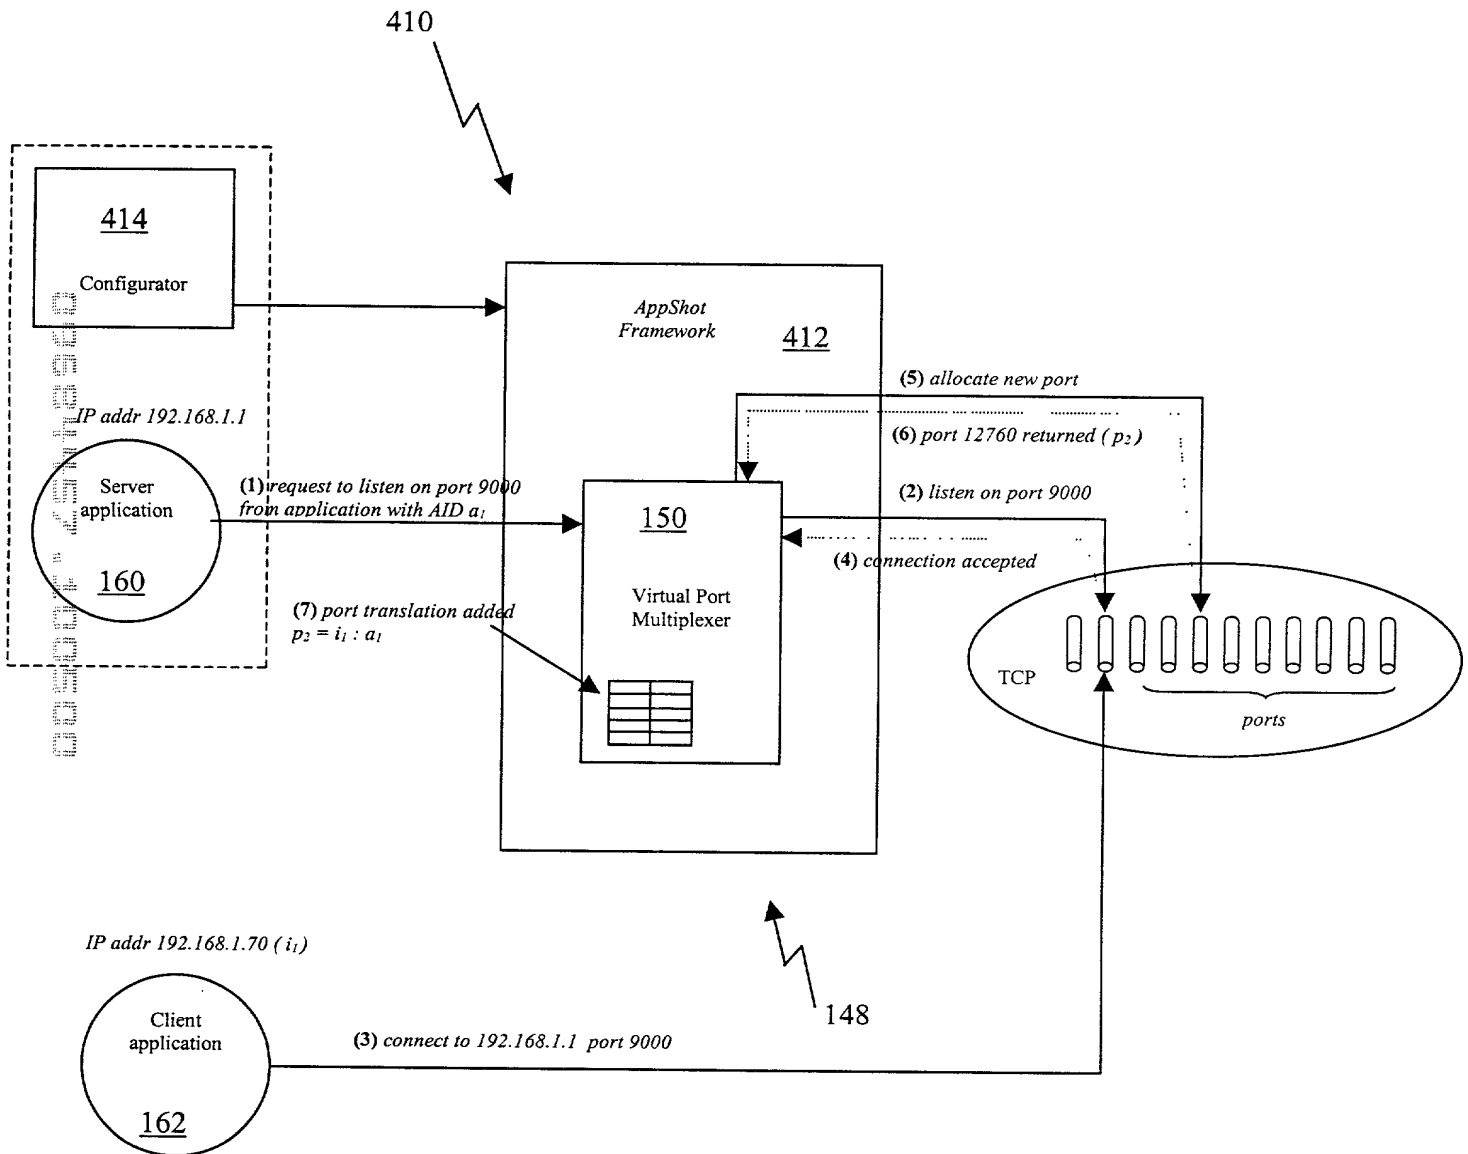 410
414
Configurator
AppShot
Framework
412
(5) allocate new port
IP addr 192.168.1.1
(6) port 12760 returned ( p₂ )
Server
application
(1) request to listen on port 9000
from application with AID a₁
(2) listen on port 9000
150
160
(4) connection accepted
(7) port translation added
p₂ = i₁ : a₁
Virtual Port
Multiplexer
TCP
ports
IP addr 192.168.1.70 ( i₁)
148
Client
application
(3) connect to 192.168.1.1 port 9000
162